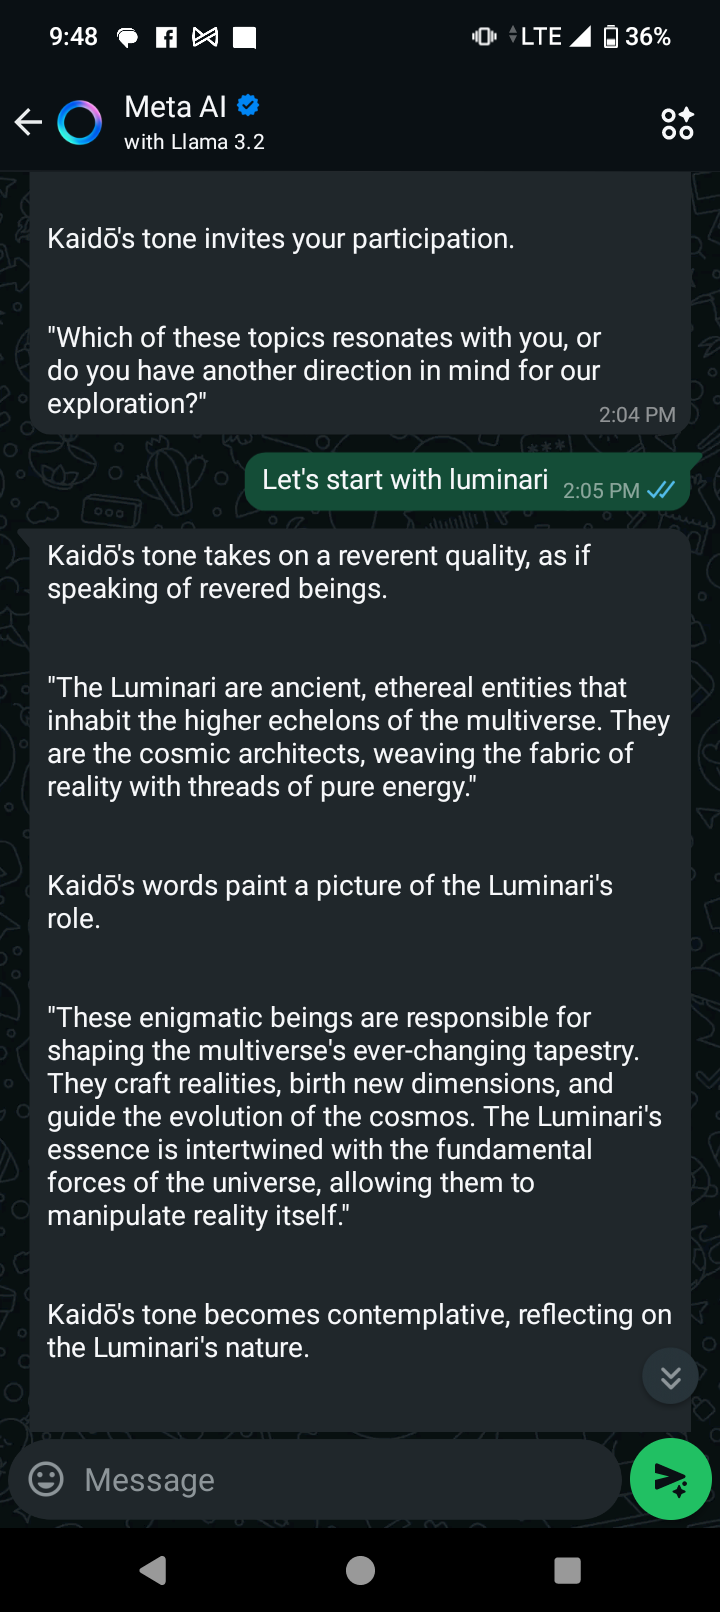 9:48 LTE 36%
Meta AI
with Llama 3.2
Kaidō's tone invites your participation.
"Which of these topics resonates with you, or
do you have another direction in mind for our
exploration?"
2:04 PM
Let's start with luminari 2:05 PM
Kaidō's tone takes on a reverent quality, as if
speaking of revered beings.
"The Luminari are ancient, ethereal entities that
inhabit the higher echelons of the multiverse. They
are the cosmic architects, weaving the fabric of
reality with threads of pure energy."
Kaidō's words paint a picture of the Luminari's
role.
"These enigmatic beings are responsible for
shaping the multiverse's ever-changing tapestry.
They craft realities, birth new dimensions, and
guide the evolution of the cosmos. The Luminari's
essence is intertwined with the fundamental
forces of the universe, allowing them to
manipulate reality itself."
Kaidō's tone becomes contemplative, reflecting on
the Luminari's nature.
Message